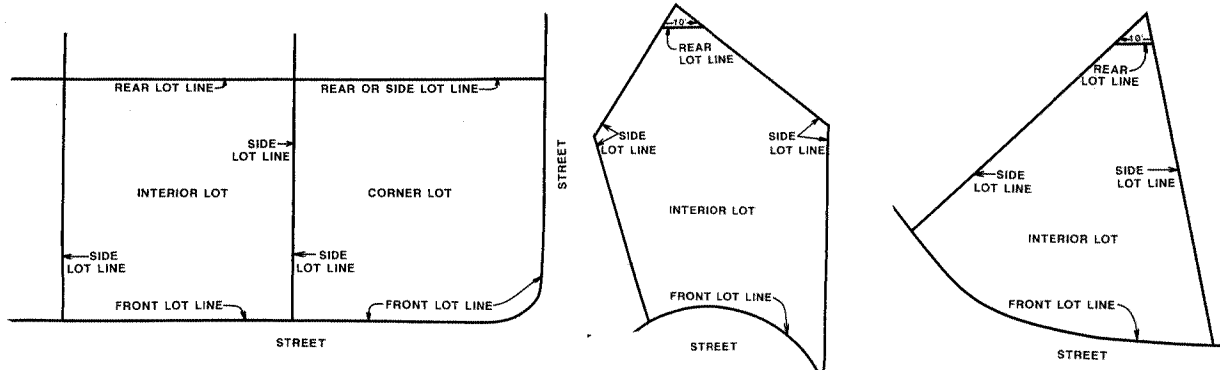 REAR LOT LINE
REAR OR SIDE LOT LINE
SIDE
LOT LINE
INTERIOR LOT
CORNER LOT
SIDE
LOT LINE
SIDE
LOT LINE
FRONT LOT LINE
FRONT LOT LINE
STREET
STREET
10'
REAR
LOT LINE
SIDE
LOT LINE
SIDE
LOT LINE
INTERIOR LOT
FRONT LOT LINE
STREET
10'
REAR
LOT LINE
SIDE
LOT LINE
SIDE
LOT LINE
INTERIOR LOT
FRONT LOT LINE
STREET